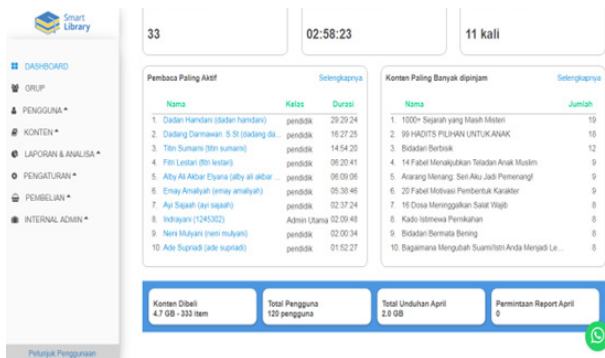 Smart
Library
DASHBOARD
GRUP
PENGGUNA
KONTEN
LAPORAN & ANALISA
PENGATURAN
PEMBELIAN
INTERNAL ADMIN
Petunjuk Penggunaan
33
02:58:23
11 kali
Pembaca Paling Aktif Selengkapnya
Nama Kelas Durasi
1. Dadan Hamdani (dadan hamdani) pendidik 29:29:24
2. Dadang Darmawan. S.St (dadang da... pendidik 16:27:25
3. Titin Sumarni (titin sumarni) pendidik 14:54:20
4. Fitri Lestari (fitri lestari) pendidik 06:20:41
5. Alby Ali Akbar Elyana (alby ali akbar ... pendidik 06:09:06
6. Emay Amaliyah (emay amaliyah) pendidik 05:38:46
7. Ayi Sajaah (ayi sajaah) pendidik 02:37:24
8. Indrayani (1245302) Admin Utama 02:09:48
9. Neni Mulyani (neni mulyani) pendidik 02:00:34
10. Ade Supriadi (ade supriadi) pendidik 01:52:27
Konten Paling Banyak dipinjam Selengkapnya
Nama Jumlah
1. 1000+ Sejarah yang Masih Misteri 19
2. 99 HADITS PILIHAN UNTUK ANAK 18
3. Bidadari Berbisik 12
4. 14 Fabel Menakjubkan Teladan Anak Muslim 9
5. Ararang Menang: Seri Aku Jadi Pemenang! 9
6. 20 Fabel Motivasi Pembentuk Karakter 9
7. 16 Dosa Meninggalkan Salat Wajib 8
8. Kado Istimewa Pernikahan 8
9. Bidadari Bermata Bening 8
10. Bagaimana Mengubah Suami/Istri Anda Menjadi Le... 8
Konten Dibeli
4.7 GB - 333 item
Total Pengguna
120 pengguna
Total Unduhan April
2.0 GB
Permintaan Report April
0